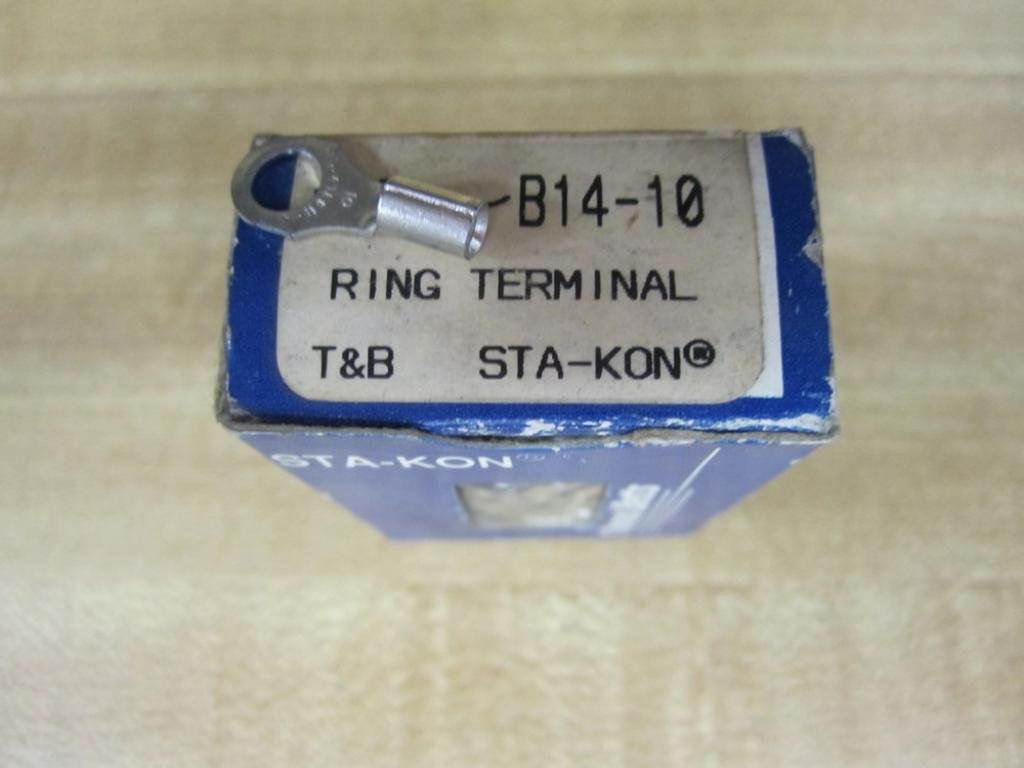 B14-10
RING TERMINAL
T&B STA-KON®
STA-KON